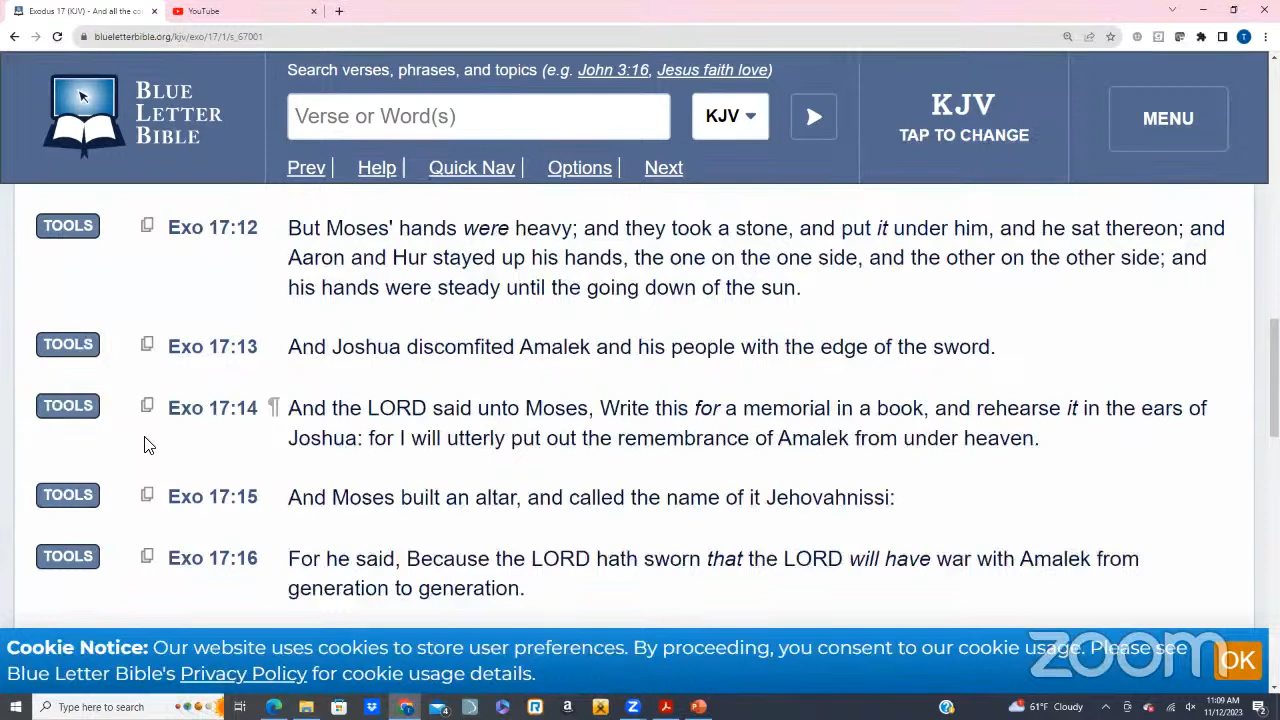 Exodus 17 (KJV) - And all the co
YouTube
blueletterbible.org/kjv/exo/17/1/s_67001
BLUE
LETTER
BIBLE
Search verses, phrases, and topics (e.g. John 3:16, Jesus faith love)
Verse or Word(s)
KJV
Prev | Help | Quick Nav | Options | Next
KJV
TAP TO CHANGE
MENU
TOOLS Exo 17:12 But Moses' hands were heavy; and they took a stone, and put it under him, and he sat thereon; and
Aaron and Hur stayed up his hands, the one on the one side, and the other on the other side; and
his hands were steady until the going down of the sun.
TOOLS Exo 17:13 And Joshua discomfited Amalek and his people with the edge of the sword.
TOOLS Exo 17:14 ¶ And the LORD said unto Moses, Write this for a memorial in a book, and rehearse it in the ears of
Joshua: for I will utterly put out the remembrance of Amalek from under heaven.
TOOLS Exo 17:15 And Moses built an altar, and called the name of it Jehovahnissi:
TOOLS Exo 17:16 For he said, Because the LORD hath sworn that the LORD will have war with Amalek from
generation to generation.
Cookie Notice: Our website uses cookies to store user preferences. By proceeding, you consent to our cookie usage. Please see
Blue Letter Bible's Privacy Policy for cookie usage details.
OK
zoom
Type here to search
61°F Cloudy
11:09 AM
11/12/2023